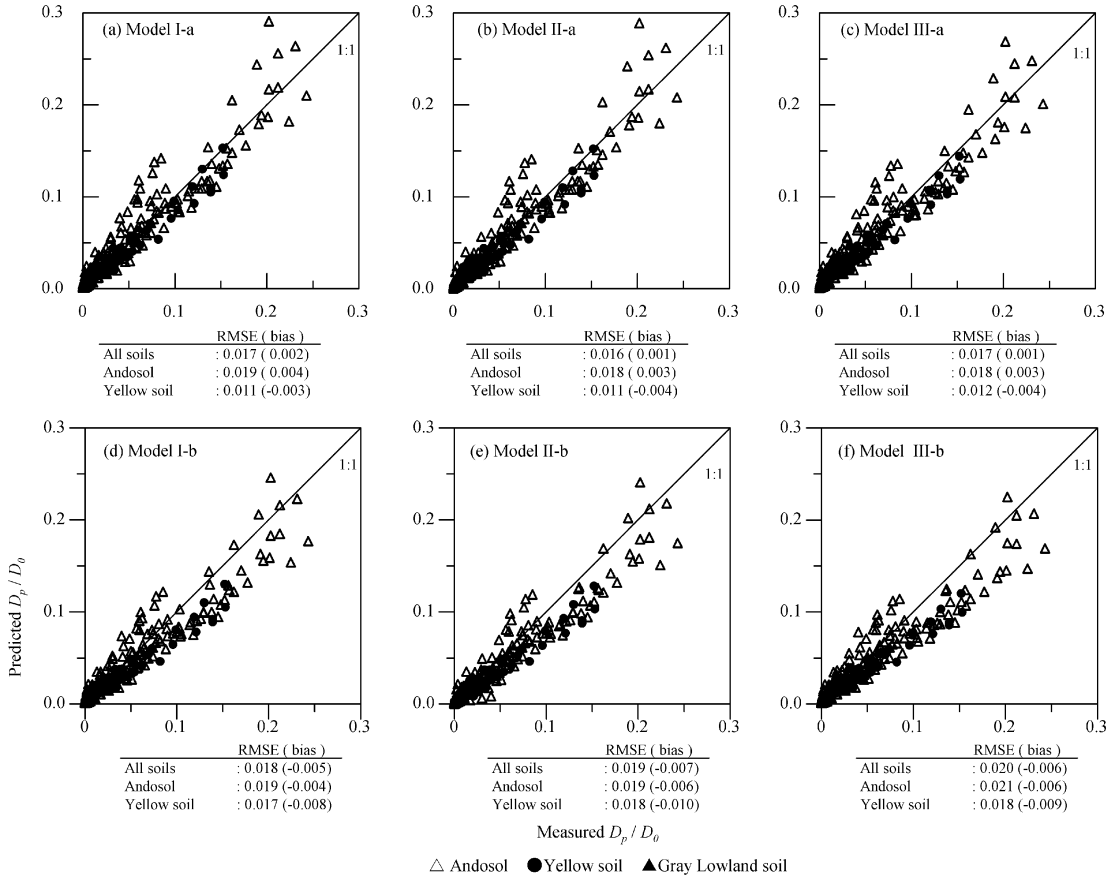 0.3
(a) Model I-a
1:1
0.2
0.1
0.0
0
0.1
0.2
0.3
RMSE ( bias )
All soils : 0.017 ( 0.002)
Andosol : 0.019 ( 0.004)
Yellow soil : 0.011 (-0.003)
0.3
(b) Model II-a
1:1
0.2
0.1
0.0
0
0.1
0.2
0.3
RMSE ( bias )
All soils : 0.016 ( 0.001)
Andosol : 0.018 ( 0.003)
Yellow soil : 0.011 (-0.004)
0.3
(c) Model III-a
1:1
0.2
0.1
0.0
0
0.1
0.2
0.3
RMSE ( bias )
All soils : 0.017 ( 0.001)
Andosol : 0.018 ( 0.003)
Yellow soil : 0.012 (-0.004)
0.3
(d) Model I-b
1:1
0.2
0.1
0.0
0
0.1
0.2
0.3
RMSE ( bias )
All soils : 0.018 (-0.005)
Andosol : 0.019 (-0.004)
Yellow soil : 0.017 (-0.008)
0.3
(e) Model II-b
1:1
0.2
0.1
0.0
0
0.1
0.2
0.3
RMSE ( bias )
All soils : 0.019 (-0.007)
Andosol : 0.019 (-0.006)
Yellow soil : 0.018 (-0.010)
0.3
(f) Model III-b
1:1
0.2
0.1
0.0
0
0.1
0.2
0.3
RMSE ( bias )
All soils : 0.020 (-0.006)
Andosol : 0.021 (-0.006)
Yellow soil : 0.018 (-0.009)
Predicted Dp / D0
Measured Dp / D0
△ Andosol ● Yellow soil ▲ Gray Lowland soil